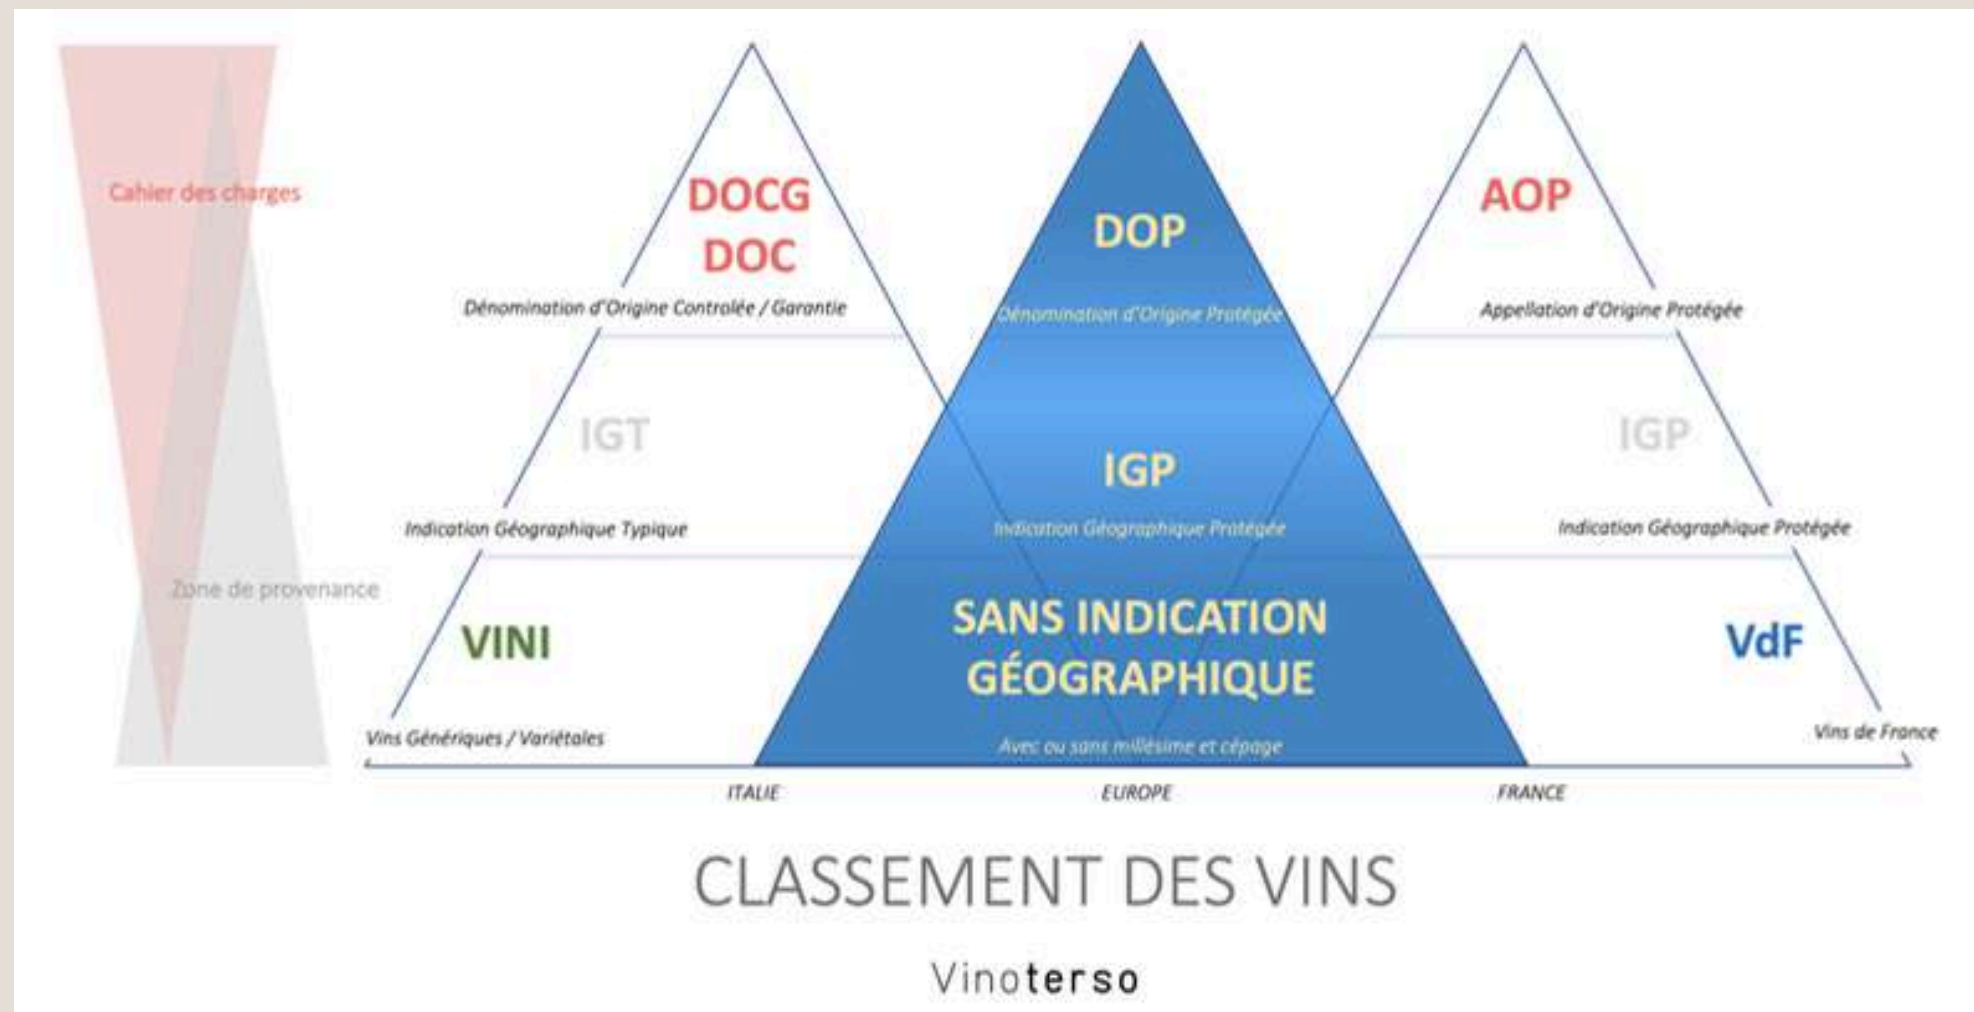 Cahier des charges
Zone de provenance
DOCG
DOC
Dénomination d'Origine Controlée / Garantie
IGT
Indication Géographique Typique
VINI
Vins Génériques / Variétales
DOP
Dénomination d'Origine Protégée
IGP
Indication Géographique Protégée
SANS INDICATION
GÉOGRAPHIQUE
Avec ou sans millésime et cépage
AOP
Appellation d'Origine Protégée
IGP
Indication Géographique Protégée
VdF
Vins de France
ITALIE
EUROPE
FRANCE
CLASSEMENT DES VINS
Vinoterso